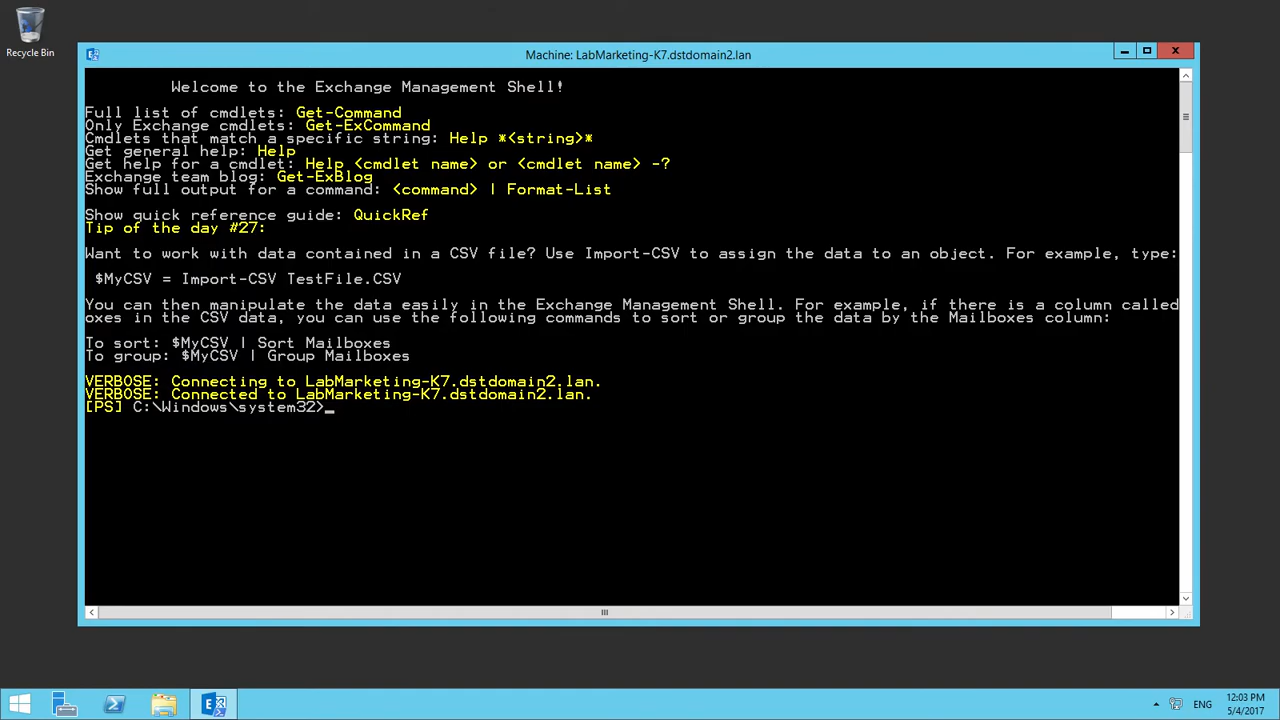 Recycle Bin
Machine: LabMarketing-K7.dstdomain2.lan
Welcome to the Exchange Management Shell!
Full list of cmdlets: Get-Command
Only Exchange cmdlets: Get-ExCommand
Cmdlets that match a specific string: Help *<string>*
Get general help: Help
Get help for a cmdlet: Help <cmdlet name> or <cmdlet name> -?
Exchange team blog: Get-ExBlog
Show full output for a command: <command> | Format-List
Show quick reference guide: QuickRef
Tip of the day #27:
Want to work with data contained in a CSV file? Use Import-CSV to assign the data to an object. For example, type:
$MyCSV = Import-CSV TestFile.CSV
You can then manipulate the data easily in the Exchange Management Shell. For example, if there is a column called
oxes in the CSV data, you can use the following commands to sort or group the data by the Mailboxes column:
To sort: $MyCSV | Sort Mailboxes
To group: $MyCSV | Group Mailboxes
VERBOSE: Connecting to LabMarketing-K7.dstdomain2.lan.
VERBOSE: Connected to LabMarketing-K7.dstdomain2.lan.
[PS] C:\Windows\system32>_
ENG
12:03 PM
5/4/2017